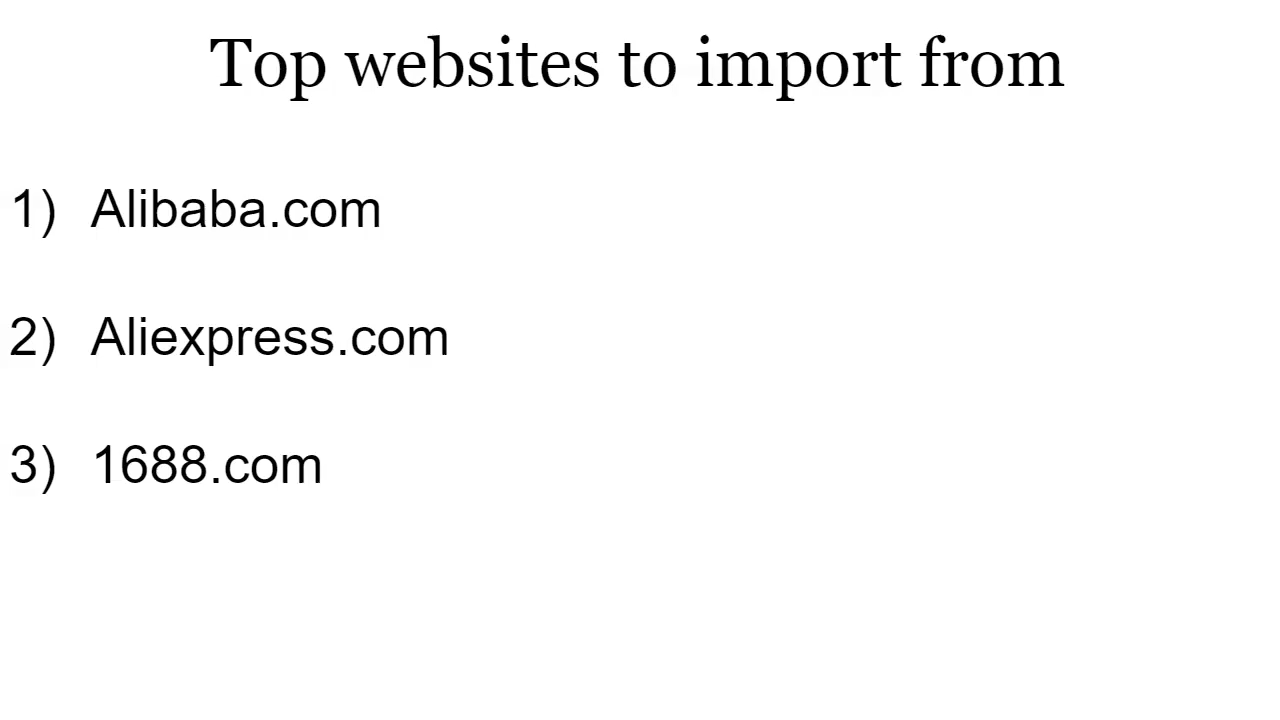 Top websites to import from
1) Alibaba.com
2) Aliexpress.com
3) 1688.com